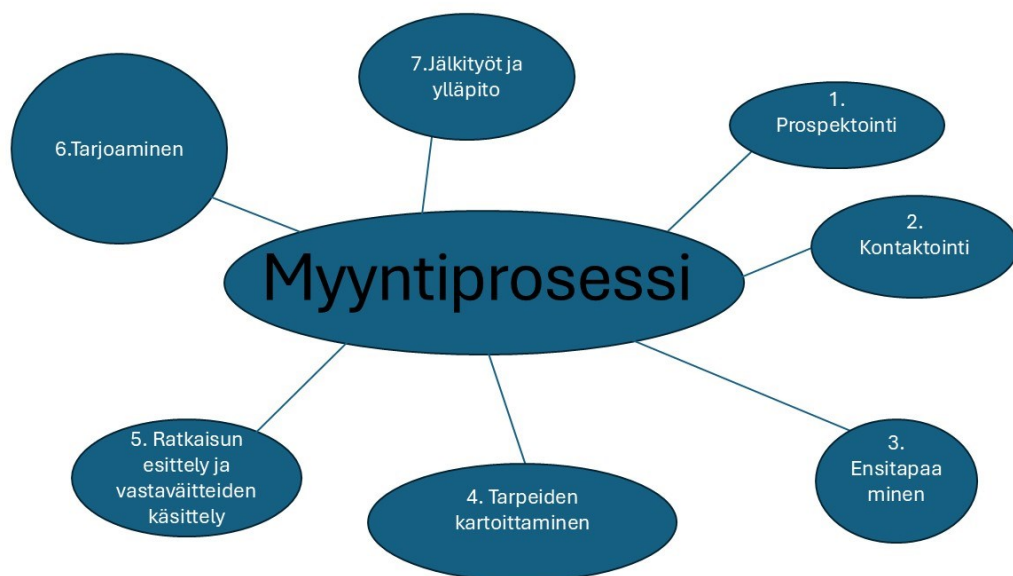 Myyntiprosessi
1.
Prospektointi
2.
Kontaktointi
3.
Ensitapaa
minen
4. Tarpeiden
kartoittaminen
5. Ratkaisun
esittely ja
vastaväitteiden
käsittely
6.Tarjoaminen
7.Jälkityöt ja
ylläpito